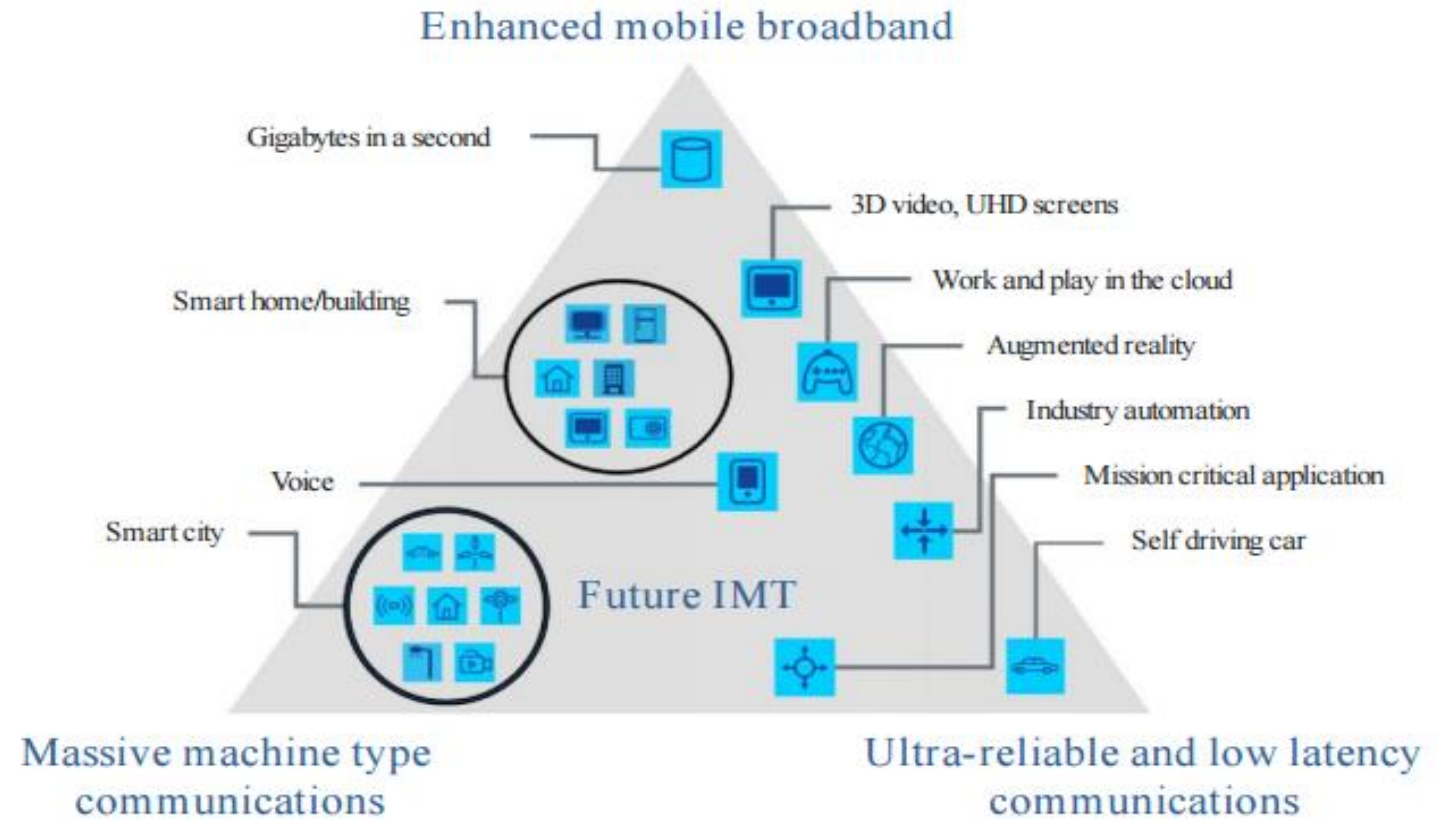 Enhanced mobile broadband
Gigabytes in a second
3D video, UHD screens
Work and play in the cloud
Smart home/building
Augmented reality
Industry automation
Mission critical application
Voice
Smart city
Self driving car
Future IMT
Massive machine type
communications
Ultra-reliable and low latency
communications